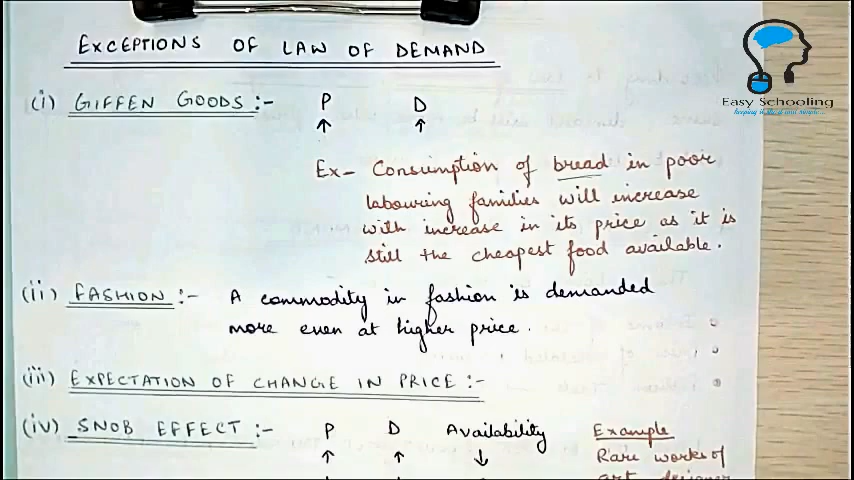 EXCEPTIONS OF LAW OF DEMAND
Easy Schooling
(i) GIFFEN GOODS :- P D
↑ ↑
Ex- Consumption of bread in poor
labouring families will increase
with increase in its price as it is
still the cheapest food available.
(ii) FASHION :- A commodity in fashion is demanded
more even at higher price.
(iii) EXPECTATION OF CHANGE IN PRICE :-
(iv) SNOB EFFECT :- P D Availability Example
↑ ↑ ↓ Rare works of
art designer